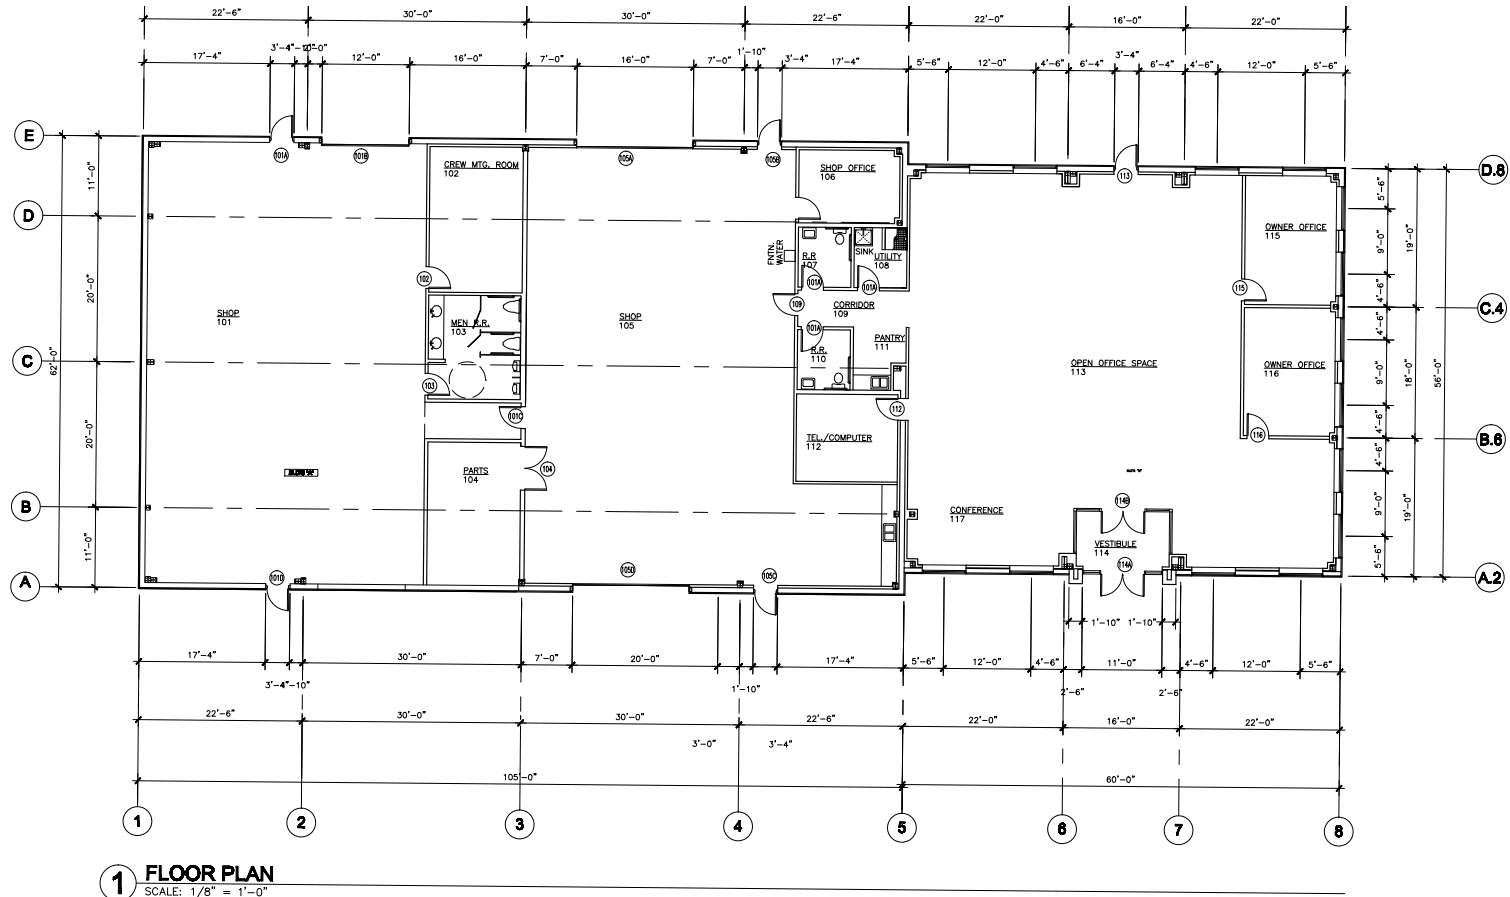 22'-6" 30'-0" 30'-0" 22'-6" 22'-0" 16'-0" 22'-0"
17'-4" 3'-4" 12'-0" 16'-0" 7'-0" 16'-0" 7'-0" 1'-10" 3'-4" 17'-4" 5'-6" 12'-0" 4'-6" 6'-4" 3'-4" 6'-4" 4'-6" 12'-0" 5'-6"
E
101A 101B 105A 105B 113
D.8
11'-0"
CREW MTG. ROOM
102
SHOP OFFICE
106
5'-6"
D
OWNER OFFICE
115
9'-0" 19'-0"
FNTN.
WATER
R.R
107
SINK
UTILITY
108
102 101A 101A 115
20'-0"
4'-6"
109
CORRIDOR
109
C.4
SHOP
101
MEN R.R.
103
SHOP
105
101A
4'-6"
R.R.
110
PANTRY
111
C
62'-0"
OPEN OFFICE SPACE
113
OWNER OFFICE
116
9'-0" 18'-0" 56'-0"
103
101C 112
4'-6"
20'-0"
TEL./COMPUTER
112
116
B.6
4'-6"
PARTS
104
104
B
114B
CONFERENCE
117
9'-0" 19'-0"
11'-0"
VESTIBULE
114
5'-6"
A
101D 105D 105C 114A
A.2
1'-10" 1'-10"
17'-4" 30'-0" 7'-0" 20'-0" 17'-4" 5'-6" 12'-0" 4'-6" 11'-0" 4'-6" 12'-0" 5'-6"
3'-4"-10" 1'-10" 2'-6" 2'-6"
22'-6" 30'-0" 30'-0" 22'-6" 22'-0" 16'-0" 22'-0"
3'-0" 3'-4"
105'-0" 60'-0"
1 2 3 4 5 6 7 8
1 FLOOR PLAN
SCALE: 1/8" = 1'-0"